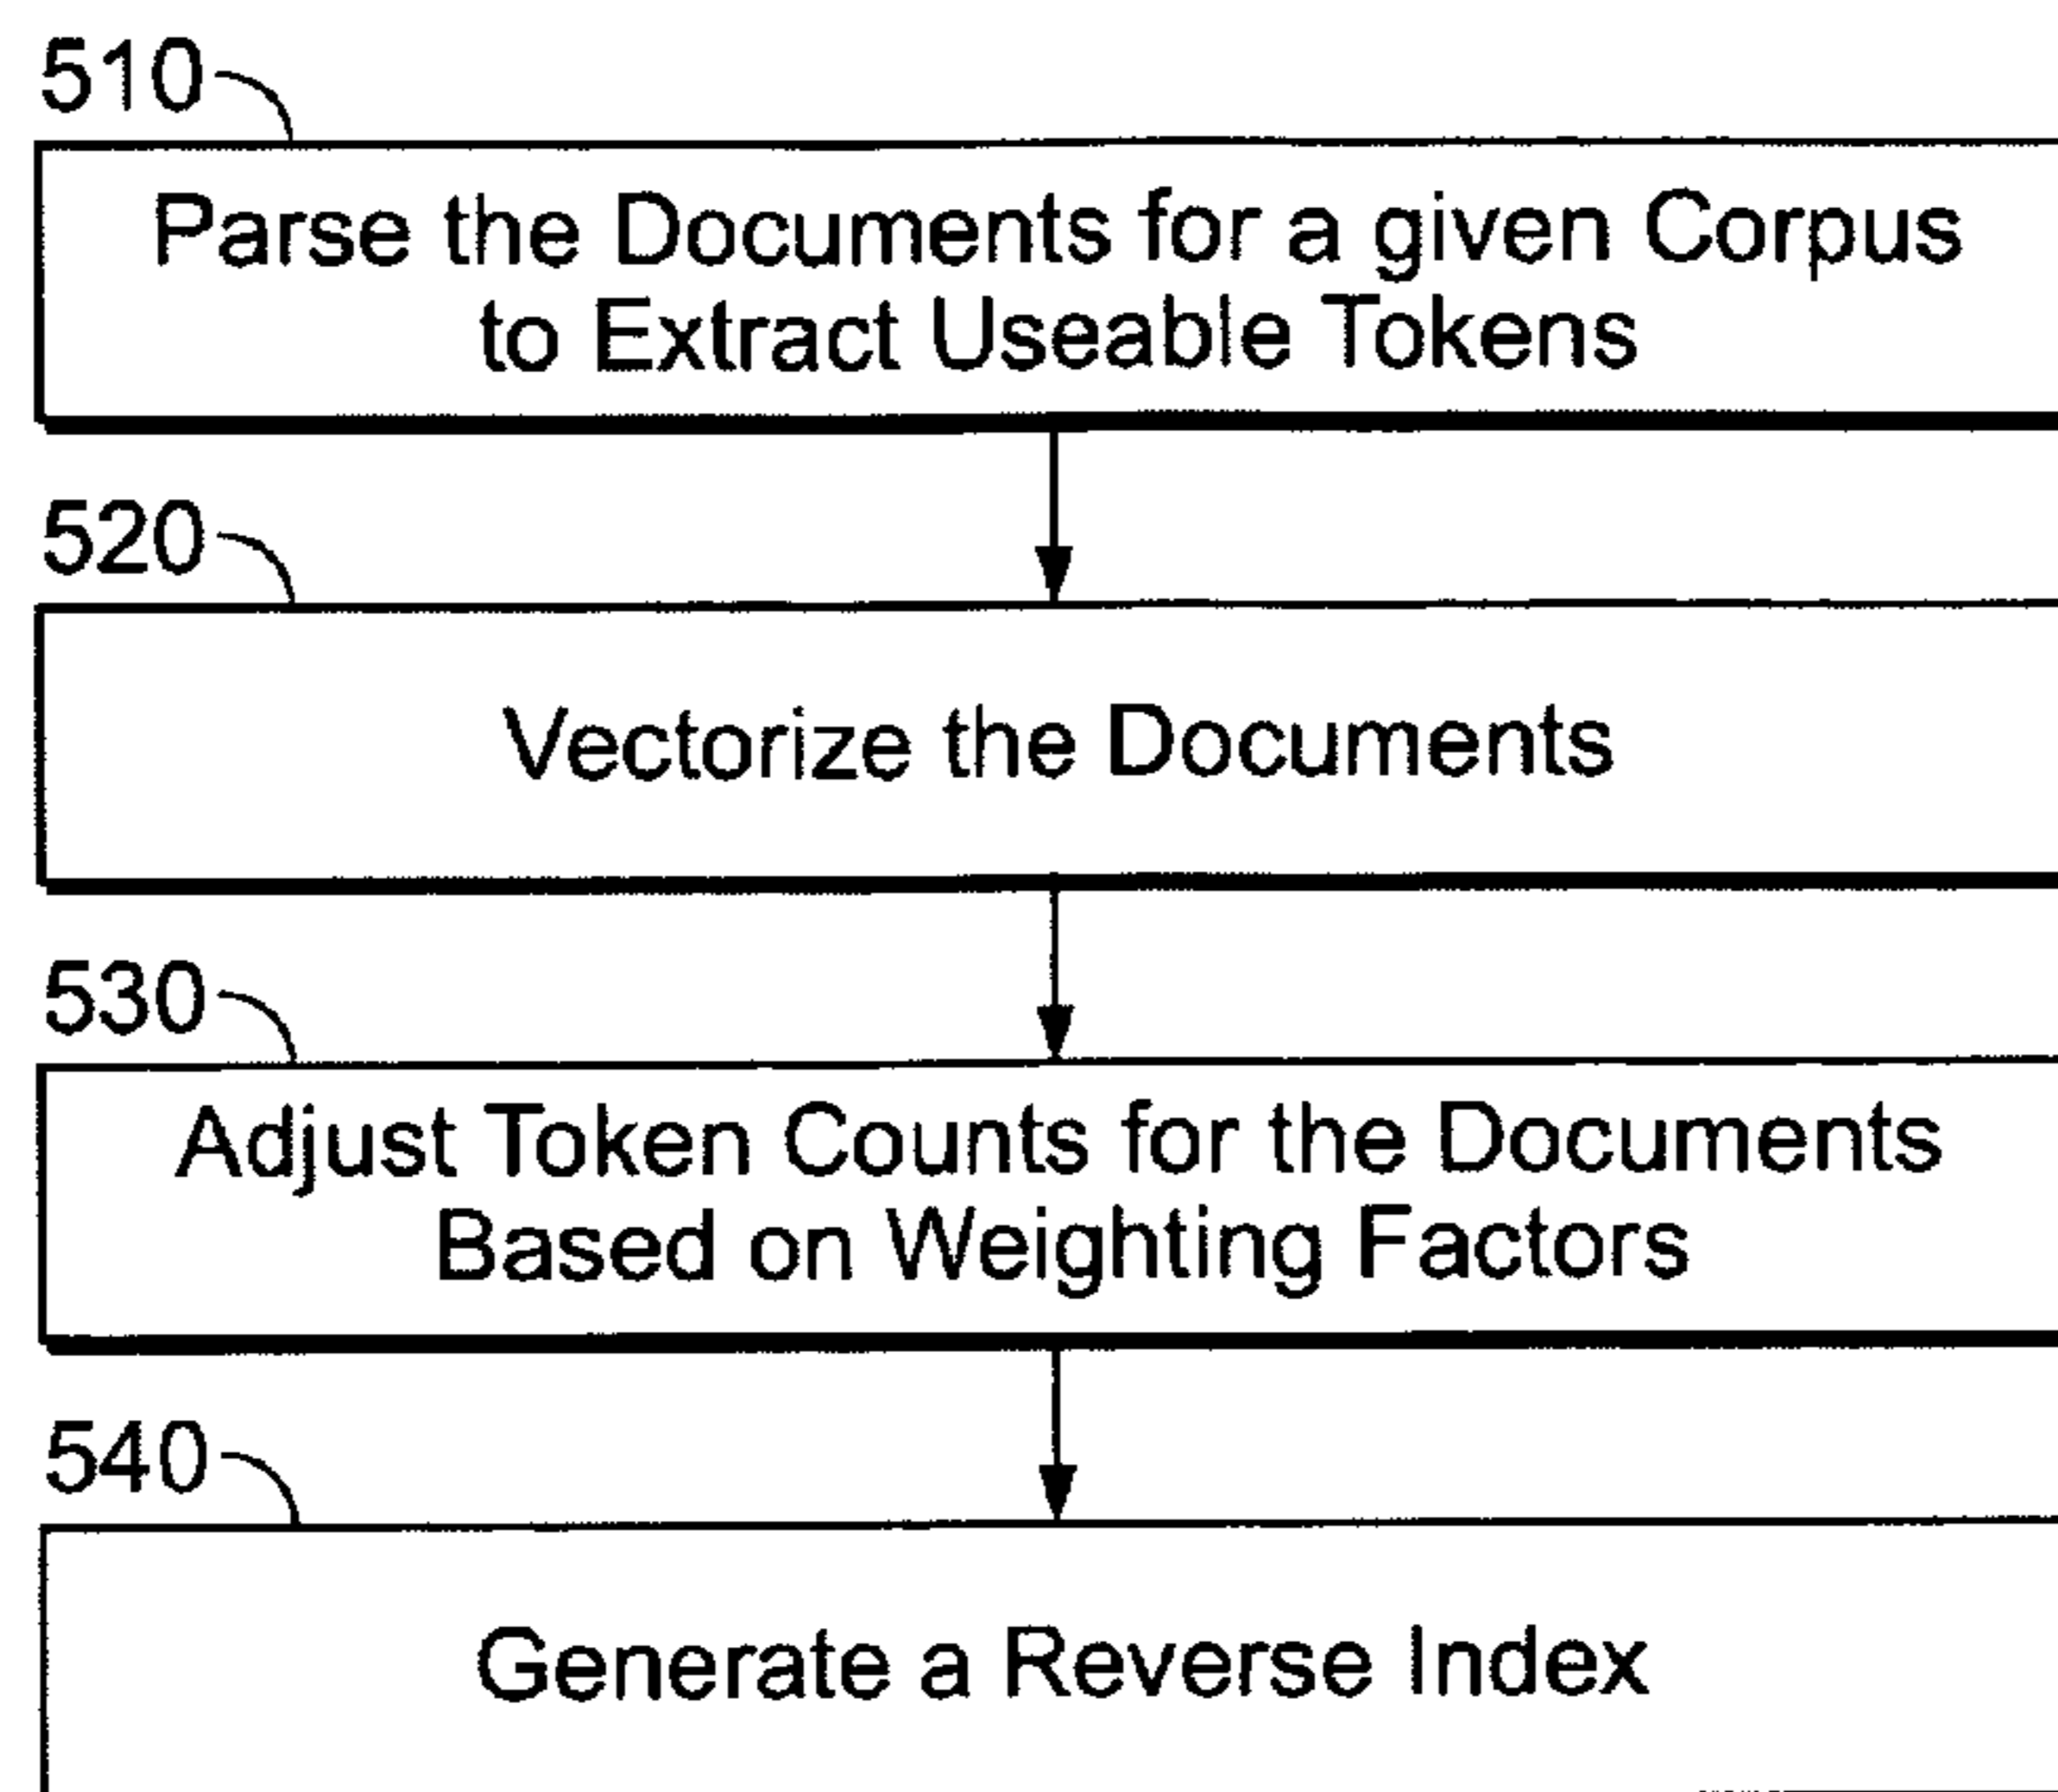 510
Parse the Documents for a given Corpus
to Extract Useable Tokens
520
Vectorize the Documents
530
Adjust Token Counts for the Documents
Based on Weighting Factors
540
Generate a Reverse Index